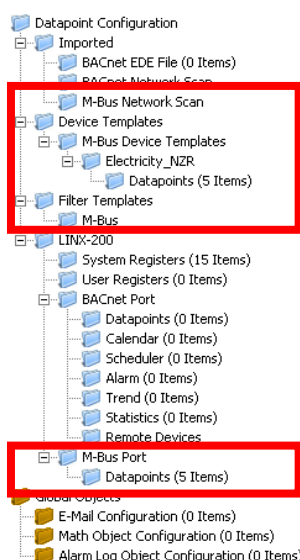 Datapoint Configuration
Imported
BACnet EDE File (0 Items)
BACnet Network Scan
M-Bus Network Scan
Device Templates
M-Bus Device Templates
Electricity_NZR
Datapoints (5 Items)
Filter Templates
M-Bus
LINX-200
System Registers (15 Items)
User Registers (0 Items)
BACnet Port
Datapoints (0 Items)
Calendar (0 Items)
Scheduler (0 Items)
Alarm (0 Items)
Trend (0 Items)
Statistics (0 Items)
Remote Devices
M-Bus Port
Datapoints (5 Items)
Global Objects
E-Mail Configuration (0 Items)
Math Object Configuration (0 Items)
Alarm Log Object Configuration (0 Items)